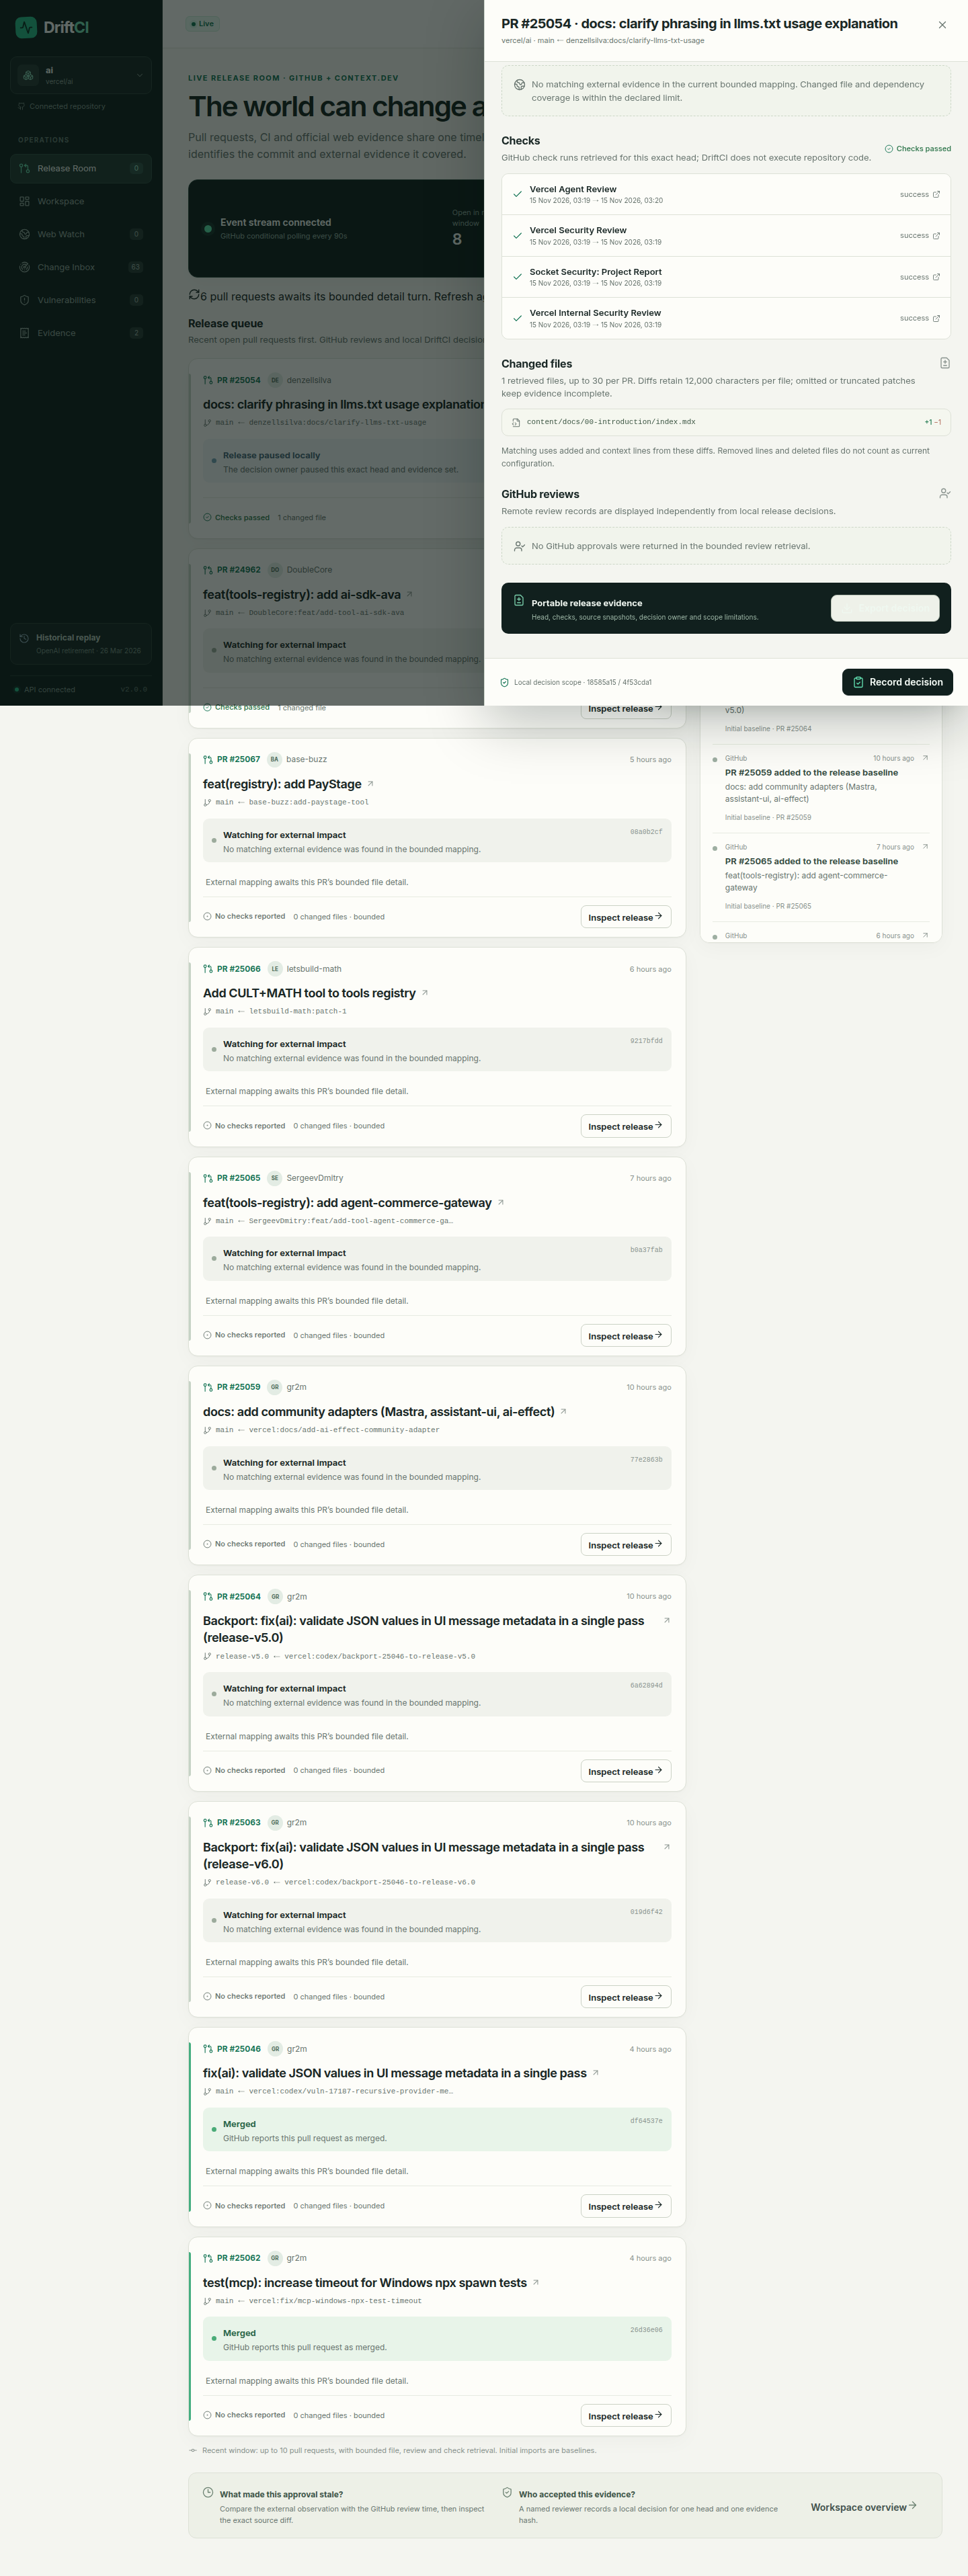 DriftCI
ai
vercel/ai
Connected repository
OPERATIONS
Release Room 0
Workspace
Web Watch 0
Change Inbox 63
Vulnerabilities 0
Evidence 2
Historical replay
OpenAI retirement · 26 Mar 2026
API connected v2.0.0
Live
LIVE RELEASE ROOM · GITHUB + CONTEXT.DEV
The world can change a
Pull requests, CI and official web evidence share one timel
identifies the commit and external evidence it covered.
Event stream connected
GitHub conditional polling every 90s
Open in
window
8
6 pull requests awaits its bounded detail turn. Refresh ag
Release queue
Recent open pull requests first. GitHub reviews and local DriftCI decision
PR #25054 DE denzellsilva
docs: clarify phrasing in llms.txt usage explanation
main ← denzellsilva:docs/clarify-llms-txt-usage
Release paused locally
The decision owner paused this exact head and evidence set.
Checks passed 1 changed file
PR #24962 DO DoubleCore
feat(tools-registry): add ai-sdk-ava
main ← DoubleCore:feat/add-tool-ai-sdk-ava
Watching for external impact
No matching external evidence was found in the bounded mapping.
Checks passed 1 changed file
Inspect release
PR #25054 · docs: clarify phrasing in llms.txt usage explanation
vercel/ai · main ← denzellsilva:docs/clarify-llms-txt-usage
No matching external evidence in the current bounded mapping. Changed file and dependency
coverage is within the declared limit.
Checks
GitHub check runs retrieved for this exact head; DriftCI does not execute repository code.
Checks passed
Vercel Agent Review
15 Nov 2026, 03:19 → 15 Nov 2026, 03:20
success
Vercel Security Review
15 Nov 2026, 03:19 → 15 Nov 2026, 03:19
success
Socket Security: Project Report
15 Nov 2026, 03:19 → 15 Nov 2026, 03:19
success
Vercel Internal Security Review
15 Nov 2026, 03:19 → 15 Nov 2026, 03:19
success
Changed files
1 retrieved files, up to 30 per PR. Diffs retain 12,000 characters per file; omitted or truncated patches
keep evidence incomplete.
content/docs/00-introduction/index.mdx +1 −1
Matching uses added and context lines from these diffs. Removed lines and deleted files do not count as current
configuration.
GitHub reviews
Remote review records are displayed independently from local release decisions.
No GitHub approvals were returned in the bounded review retrieval.
Portable release evidence
Head, checks, source snapshots, decision owner and scope limitations.
Local decision scope · 18585a15 / 4f53cda1
Record decision
PR #25067 BA base-buzz 5 hours ago
feat(registry): add PayStage
main ← base-buzz:add-paystage-tool
Watching for external impact 08a0b2cf
No matching external evidence was found in the bounded mapping.
External mapping awaits this PR's bounded file detail.
No checks reported 0 changed files · bounded
Inspect release
PR #25066 LE letsbuild-math 6 hours ago
Add CULT+MATH tool to tools registry
main ← letsbuild-math:patch-1
Watching for external impact 9217bfdd
No matching external evidence was found in the bounded mapping.
External mapping awaits this PR's bounded file detail.
No checks reported 0 changed files · bounded
Inspect release
PR #25065 SE SergeevDmitry 7 hours ago
feat(tools-registry): add agent-commerce-gateway
main ← SergeevDmitry:feat/add-tool-agent-commerce-ga…
Watching for external impact b0a37fab
No matching external evidence was found in the bounded mapping.
External mapping awaits this PR's bounded file detail.
No checks reported 0 changed files · bounded
Inspect release
PR #25059 GR gr2m 10 hours ago
docs: add community adapters (Mastra, assistant-ui, ai-effect)
main ← vercel:docs/add-ai-effect-community-adapter
Watching for external impact 77e2863b
No matching external evidence was found in the bounded mapping.
External mapping awaits this PR's bounded file detail.
No checks reported 0 changed files · bounded
Inspect release
PR #25064 GR gr2m 10 hours ago
Backport: fix(ai): validate JSON values in UI message metadata in a single pass
(release-v5.0)
release-v5.0 ← vercel:codex/backport-25046-to-release-v5.0
Watching for external impact 6a62894d
No matching external evidence was found in the bounded mapping.
External mapping awaits this PR's bounded file detail.
No checks reported 0 changed files · bounded
Inspect release
PR #25063 GR gr2m 10 hours ago
Backport: fix(ai): validate JSON values in UI message metadata in a single pass
(release-v6.0)
release-v6.0 ← vercel:codex/backport-25046-to-release-v6.0
Watching for external impact 019d6f42
No matching external evidence was found in the bounded mapping.
External mapping awaits this PR's bounded file detail.
No checks reported 0 changed files · bounded
Inspect release
PR #25046 GR gr2m 4 hours ago
fix(ai): validate JSON values in UI message metadata in a single pass
main ← vercel:codex/vuln-17187-recursive-provider-me…
Merged df64537e
GitHub reports this pull request as merged.
External mapping awaits this PR's bounded file detail.
No checks reported 0 changed files · bounded
Inspect release
PR #25062 GR gr2m 4 hours ago
test(mcp): increase timeout for Windows npx spawn tests
main ← vercel:fix/mcp-windows-npx-test-timeout
Merged 26d36e06
GitHub reports this pull request as merged.
External mapping awaits this PR's bounded file detail.
No checks reported 0 changed files · bounded
Inspect release
v5.0)
Initial baseline · PR #25064
GitHub 10 hours ago
PR #25059 added to the release baseline
docs: add community adapters (Mastra,
assistant-ui, ai-effect)
Initial baseline · PR #25059
GitHub 7 hours ago
PR #25065 added to the release baseline
feat(tools-registry): add agent-commerce-
gateway
Initial baseline · PR #25065
GitHub 6 hours ago
Recent window: up to 10 pull requests, with bounded file, review and check retrieval. Initial imports are baselines.
What made this approval stale?
Compare the external observation with the GitHub review time, then inspect
the exact source diff.
Who accepted this evidence?
A named reviewer records a local decision for one head and one evidence
hash.
Workspace overview